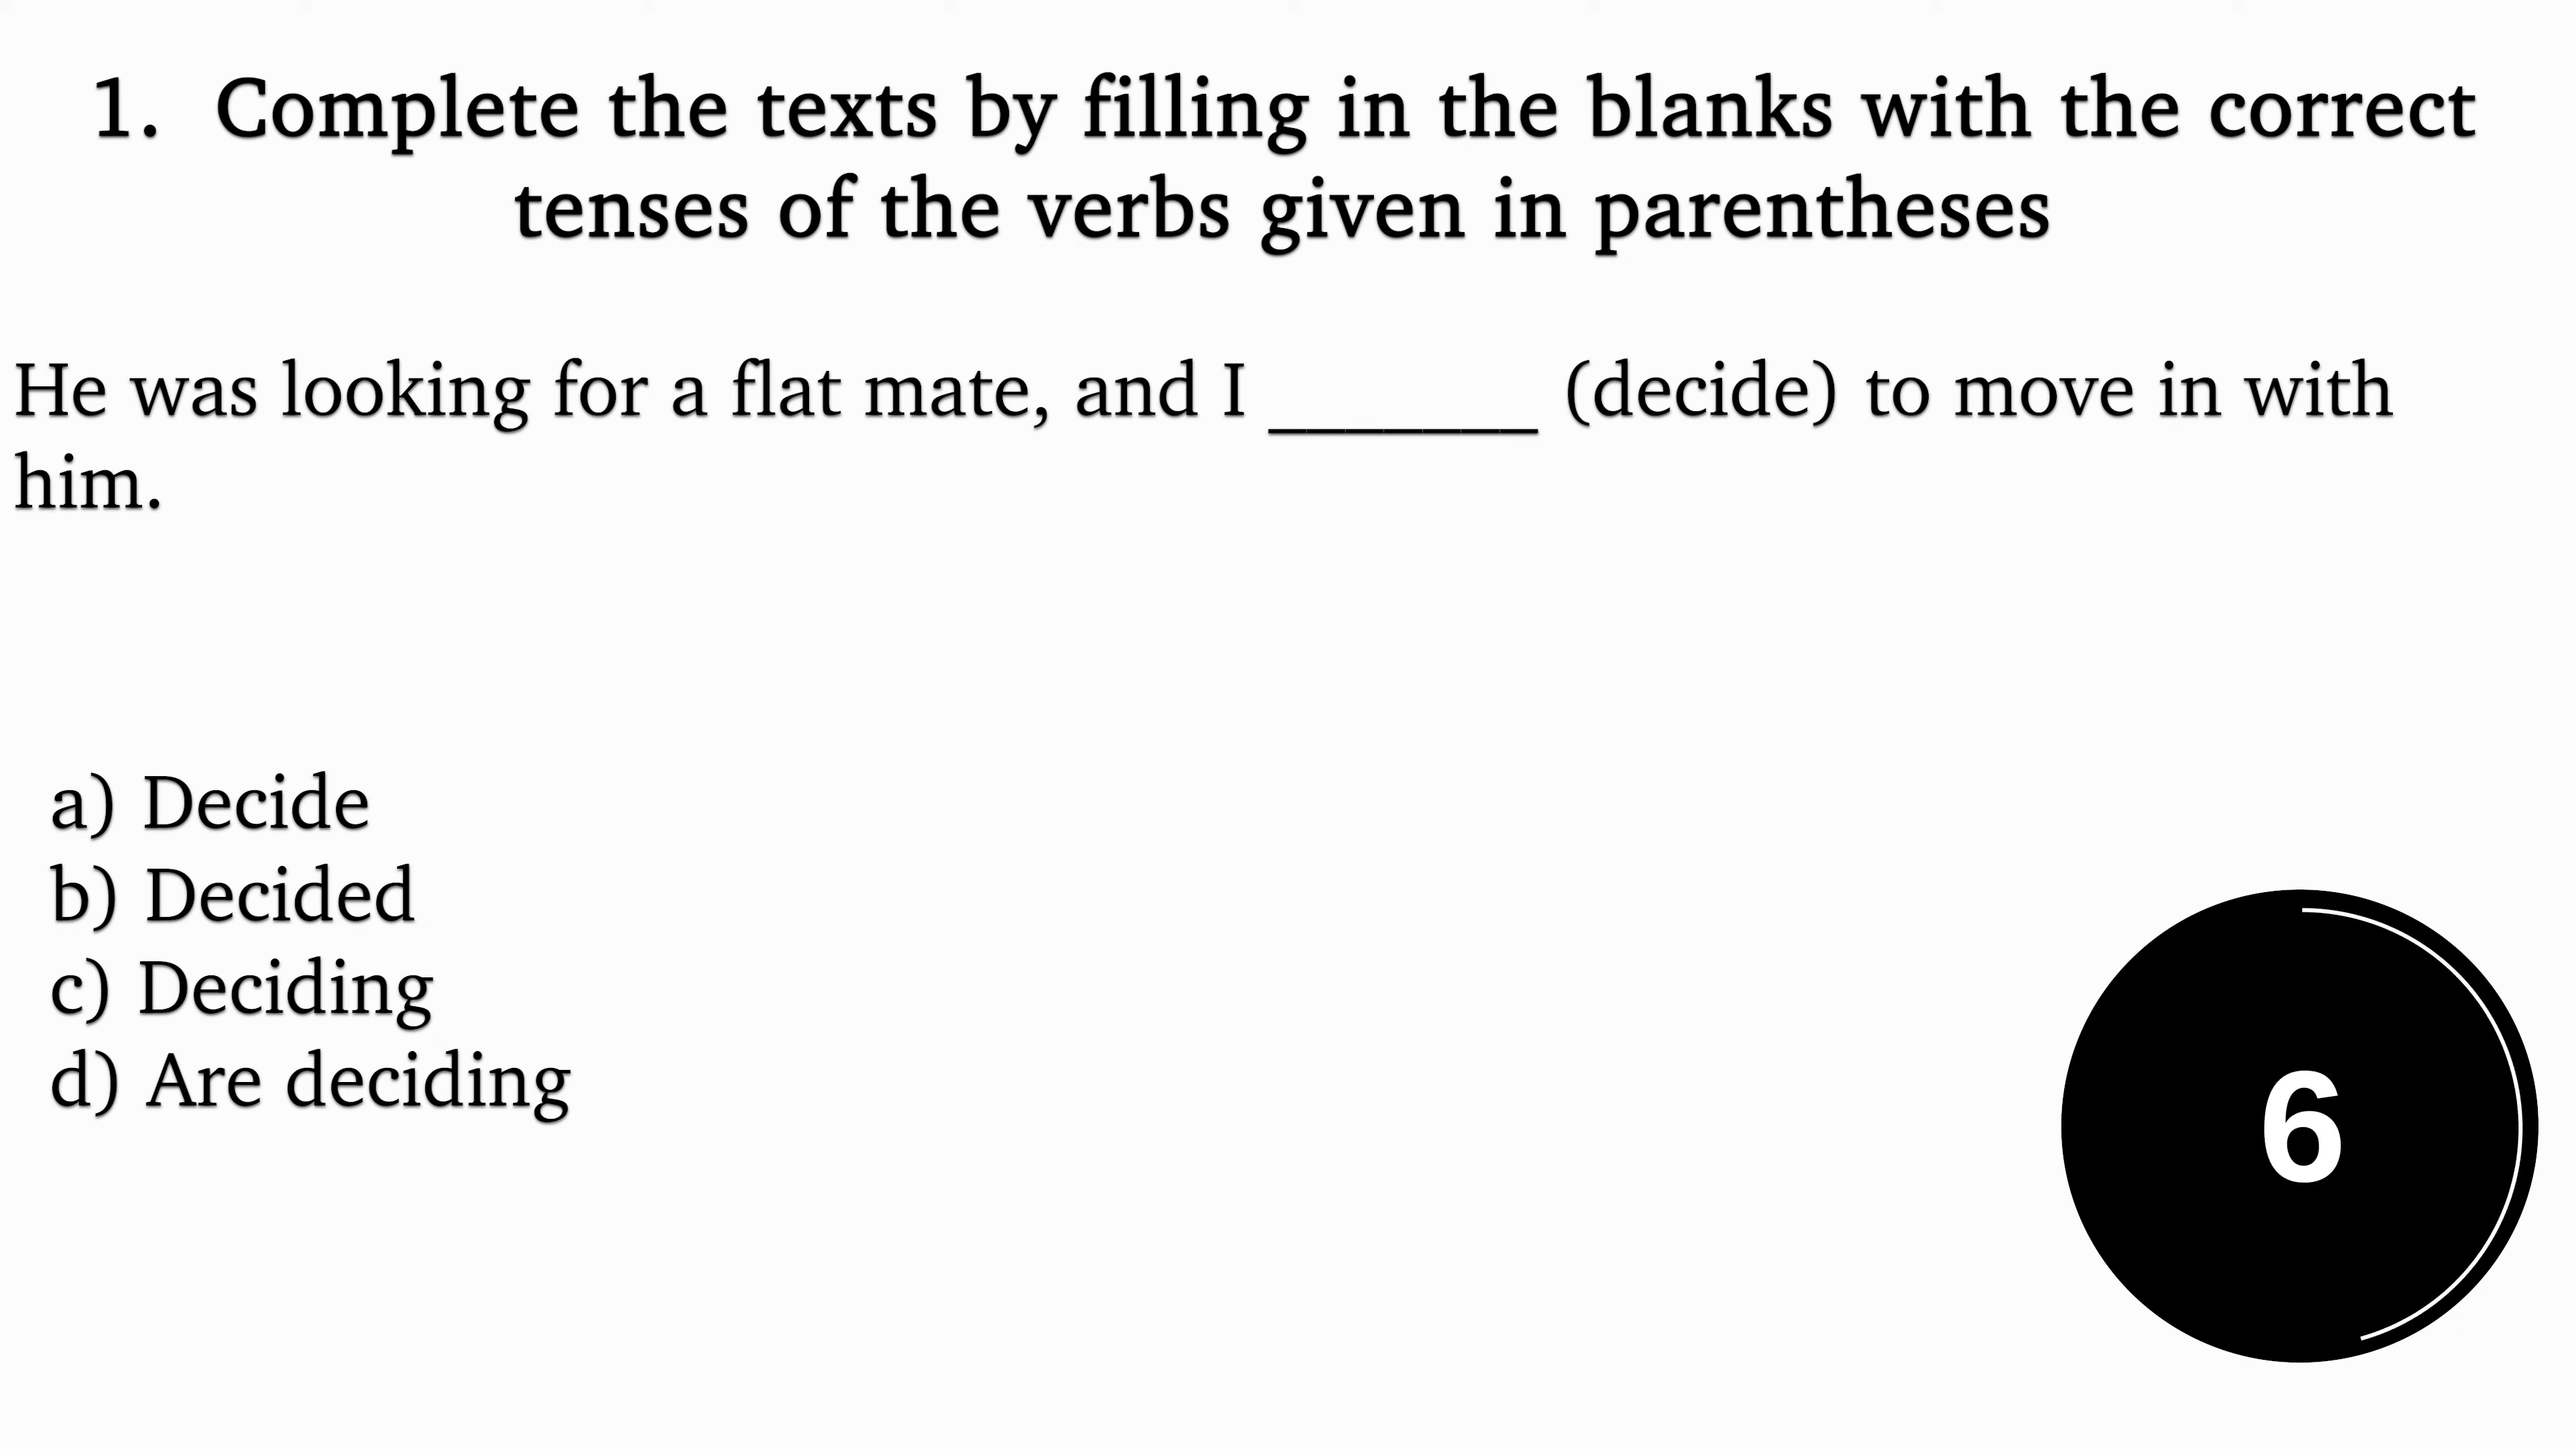 1. Complete the texts by filling in the blanks with the correct
tenses of the verbs given in parentheses
He was looking for a flat mate, and I _______ (decide) to move in with
him.
a) Decide
b) Decided
c) Deciding
d) Are deciding
6